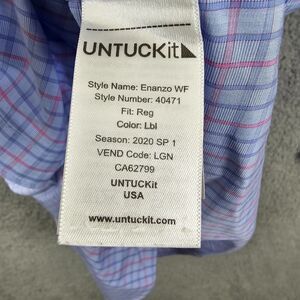 UNTUCKit
Style Name: Enanzo WF
Style Number: 40471
Fit: Reg
Color: Lbl
Season: 2020 SP 1
VEND Code: LGN
CA62799
UNTUCKit
USA
www.untuckit.com